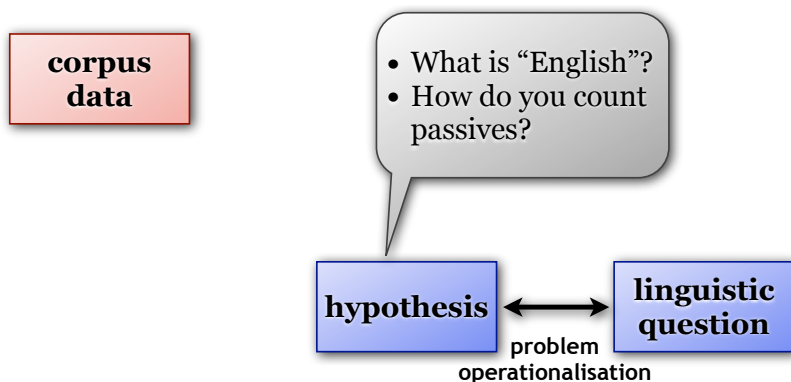 corpus
data
• What is “English”?
• How do you count
passives?
hypothesis
linguistic
question
problem
operationalisation